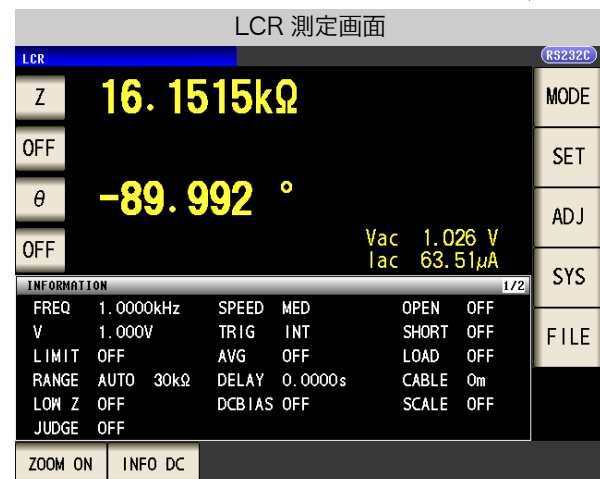 LCR 測定画面
LCR
RS232C
Z 16.1515kΩ
OFF
θ -89.992 °
OFF
Vac 1.026 V
Iac 63.51μA
MODE
SET
ADJ
SYS
FILE
INFORMATION 1/2
FREQ 1.0000kHz SPEED MED OPEN OFF
V 1.000V TRIG INT SHORT OFF
LIMIT OFF AVG OFF LOAD OFF
RANGE AUTO 30kΩ DELAY 0.0000s CABLE 0m
LOW Z OFF DCBIAS OFF SCALE OFF
JUDGE OFF
ZOOM ON INFO DC